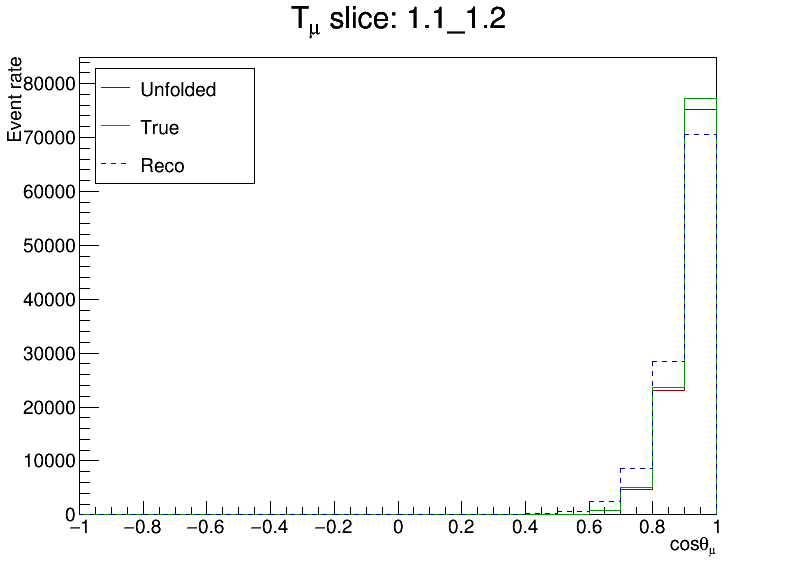 Tμ slice: 1.1_1.2
Event rate
Unfolded
True
Reco
80000
70000
60000
50000
40000
30000
20000
10000
0
−1 −0.8 −0.6 −0.4 −0.2 0 0.2 0.4 0.6 0.8 1
cosθμ